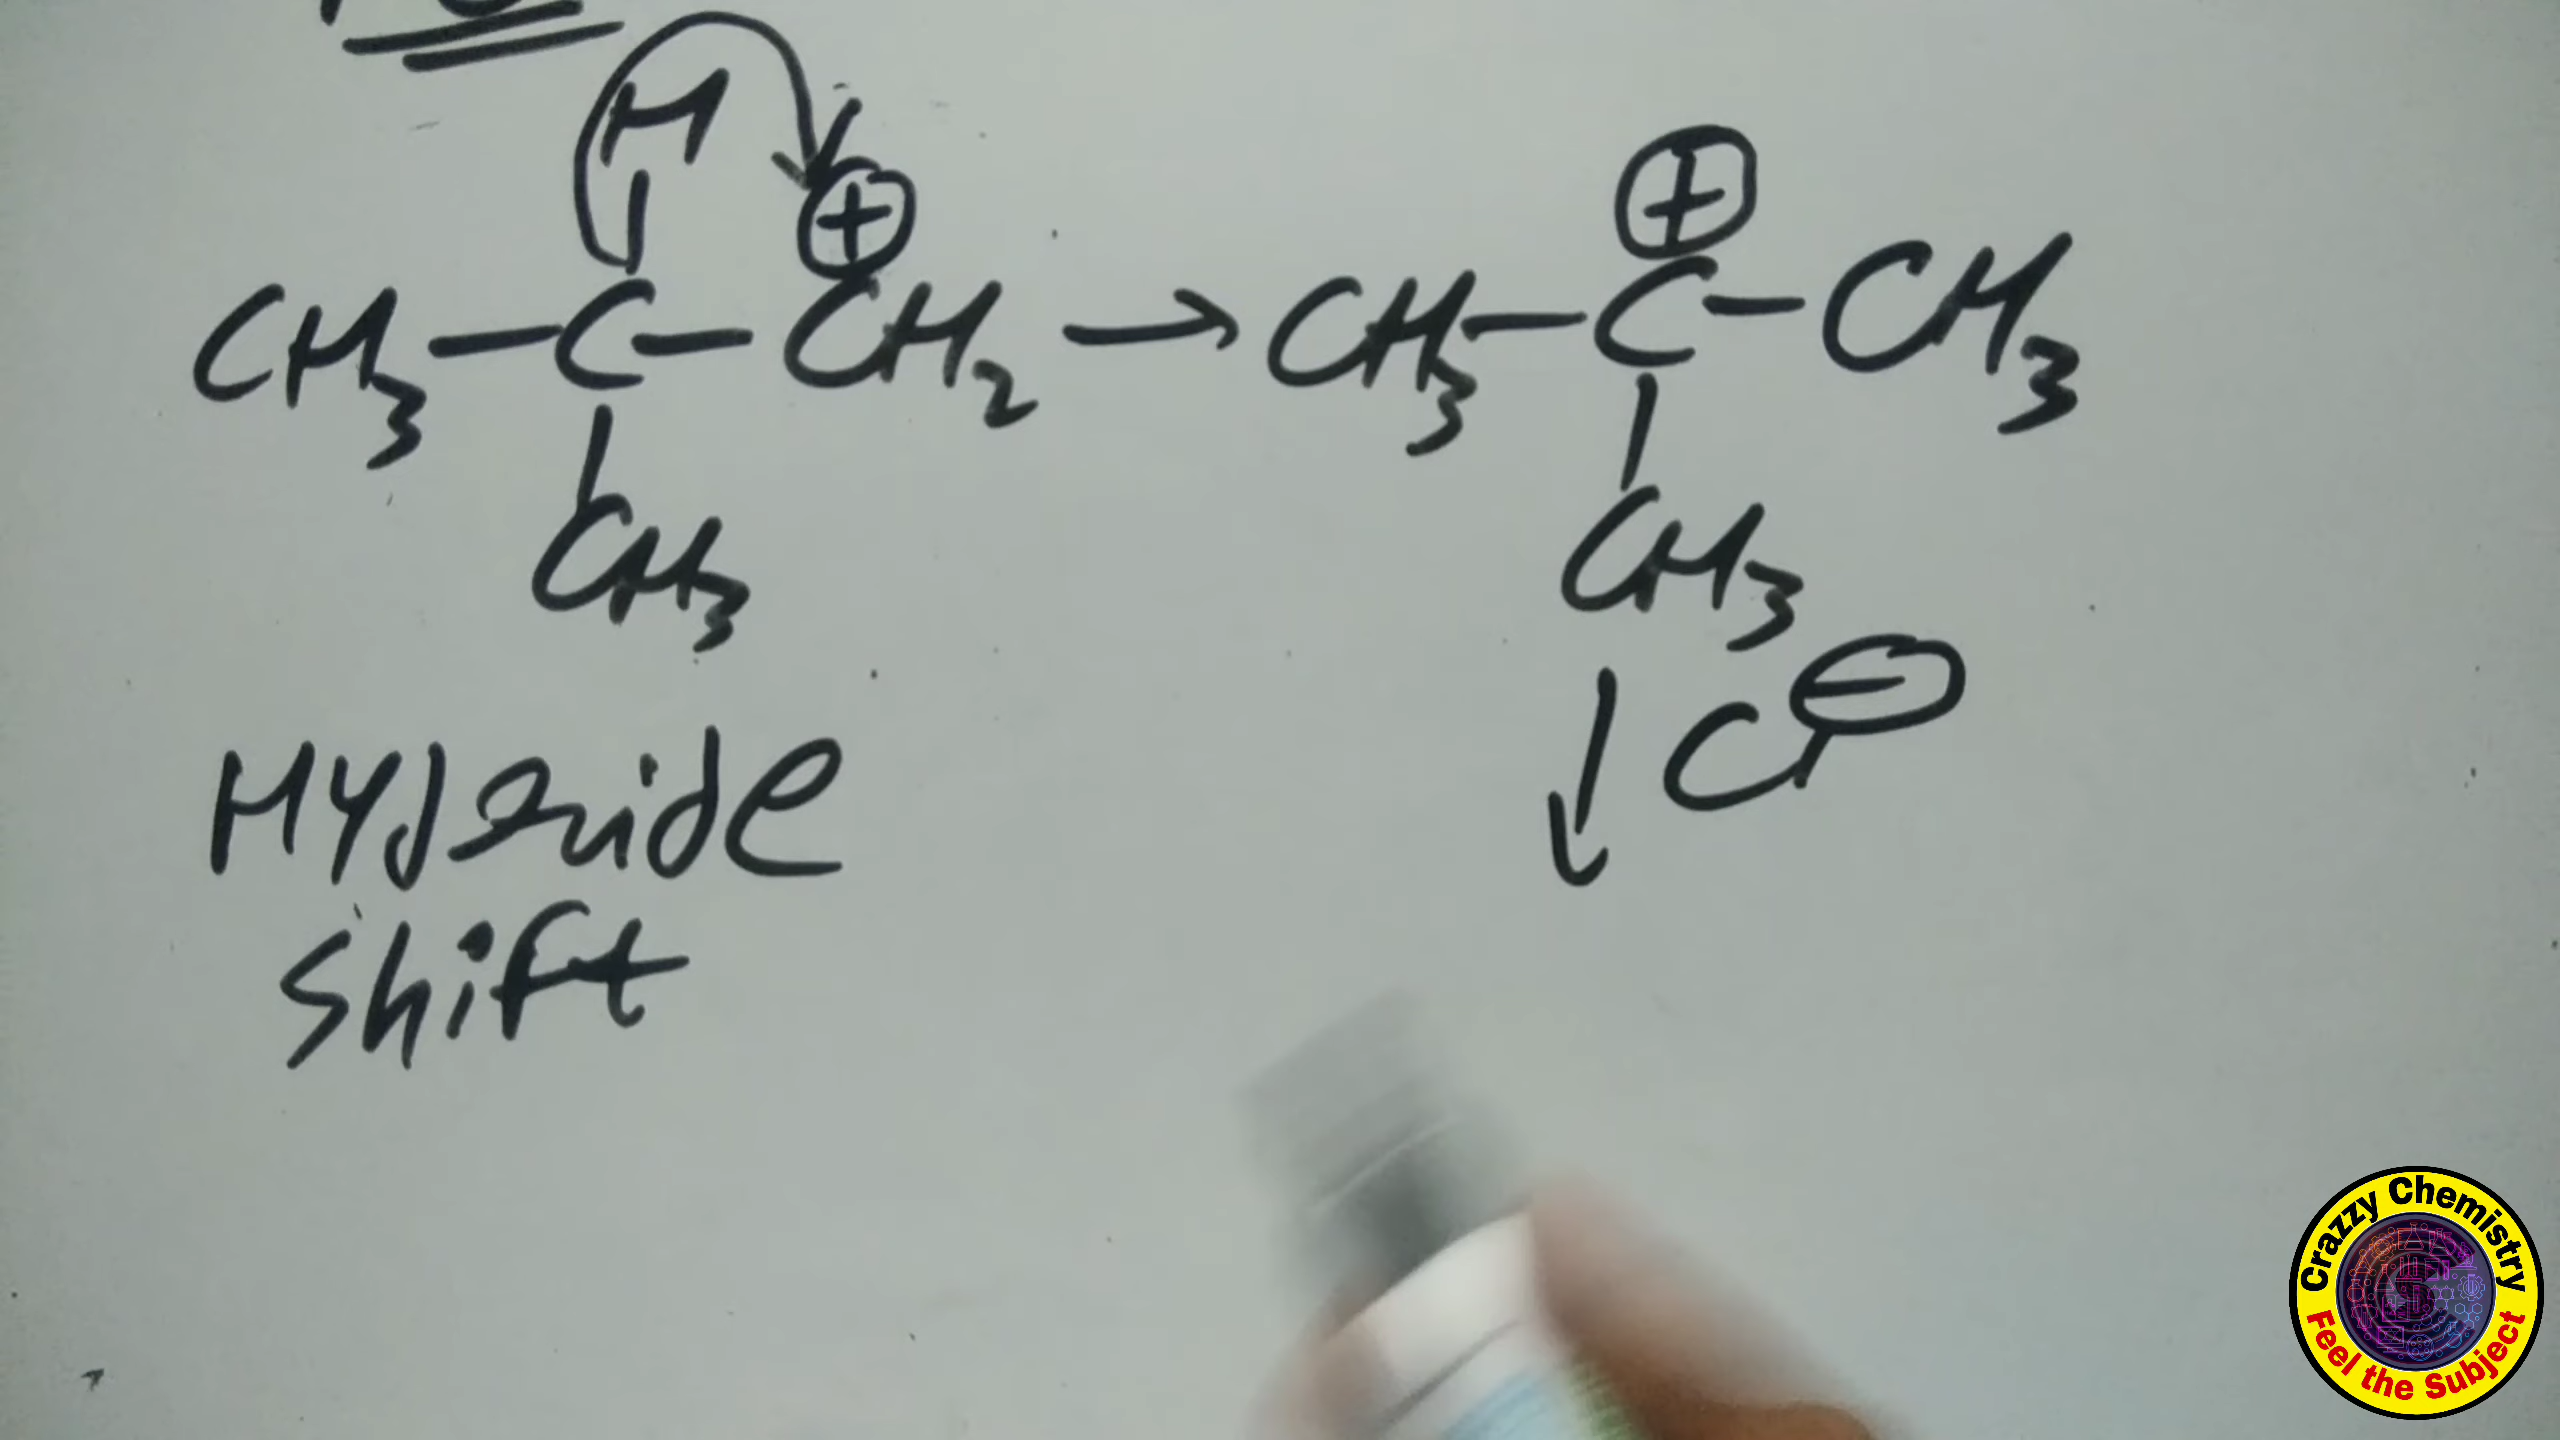 H
CH3-C-CH2⊕ → CH3-C⊕-CH3
CH3
CH3
Cl⊖
Hydride
shift
Crazzy Chemistry
Feel the Subject